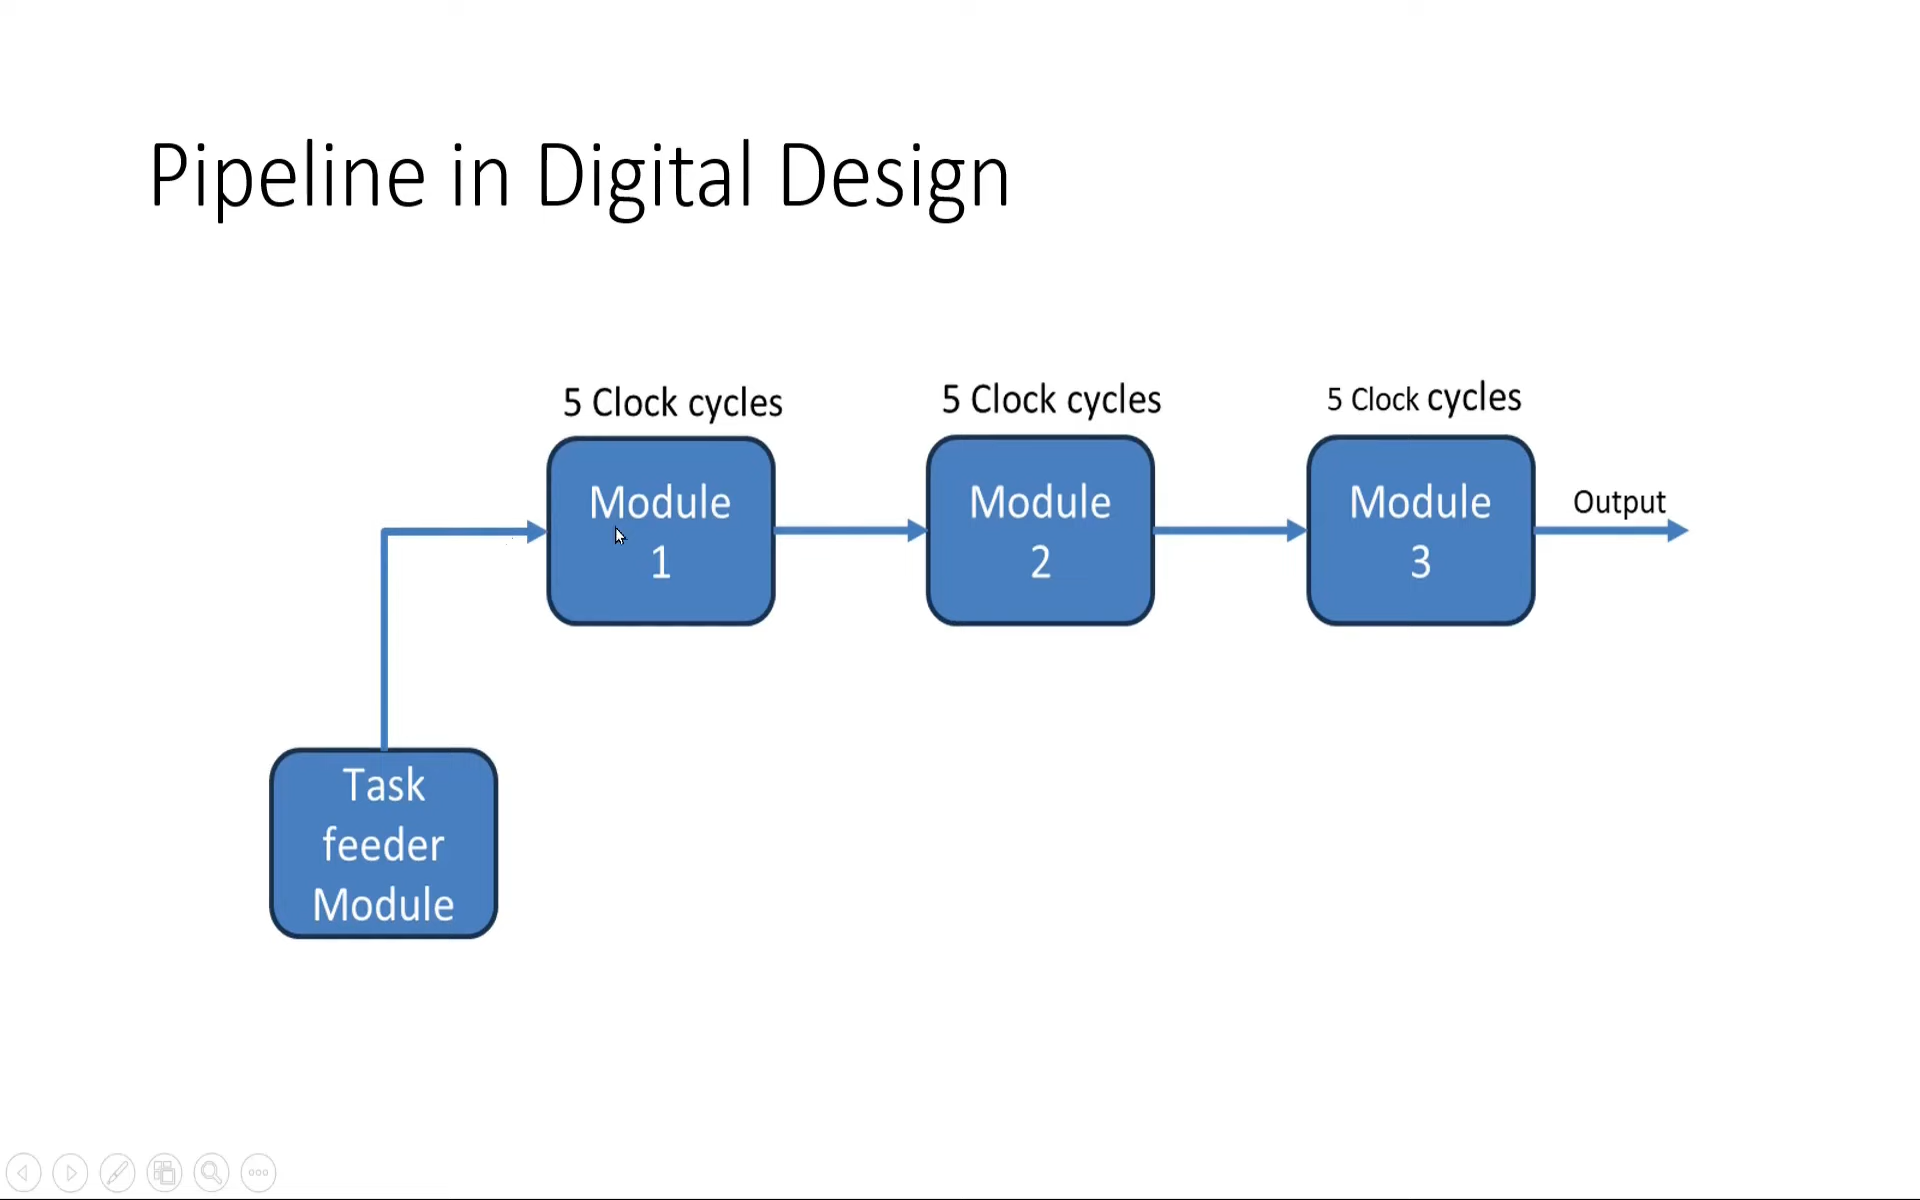 Pipeline in Digital Design
5 Clock cycles
5 Clock cycles
5 Clock cycles
Module
1
Module
2
Module
3
Output
Task
feeder
Module